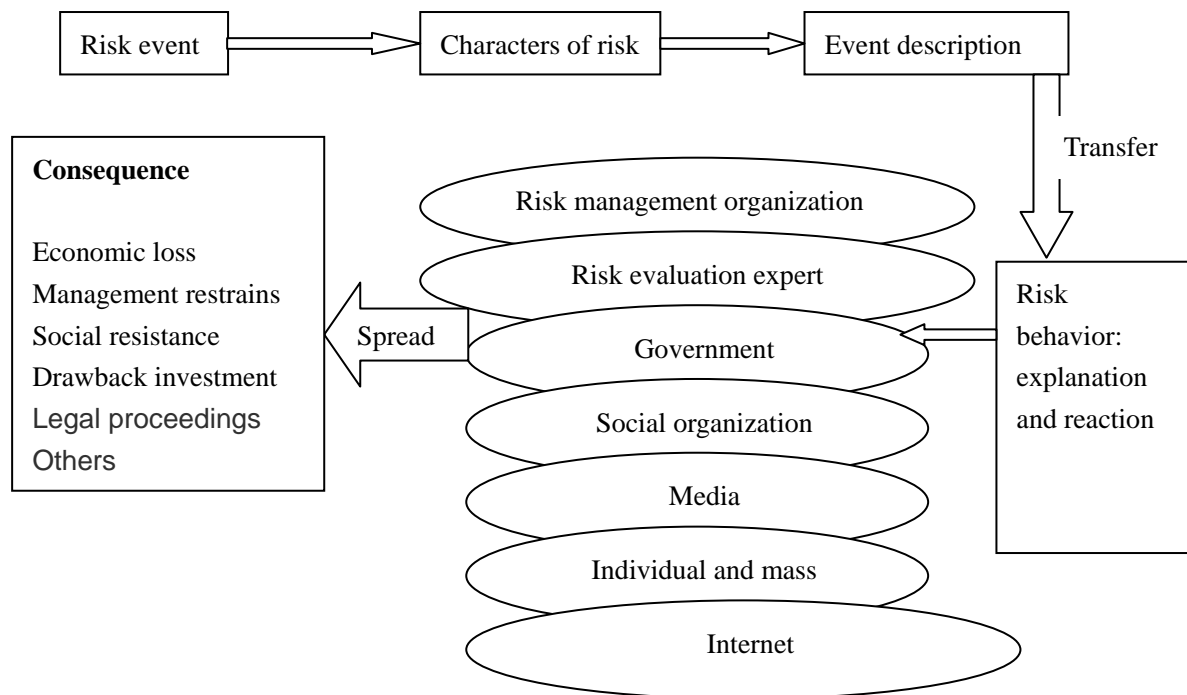 Risk event
Characters of risk
Event description
Transfer
Consequence
Economic loss
Management restrains
Social resistance
Drawback investment
Legal proceedings
Others
Spread
Risk management organization
Risk evaluation expert
Government
Social organization
Media
Individual and mass
Internet
Risk
behavior:
explanation
and reaction